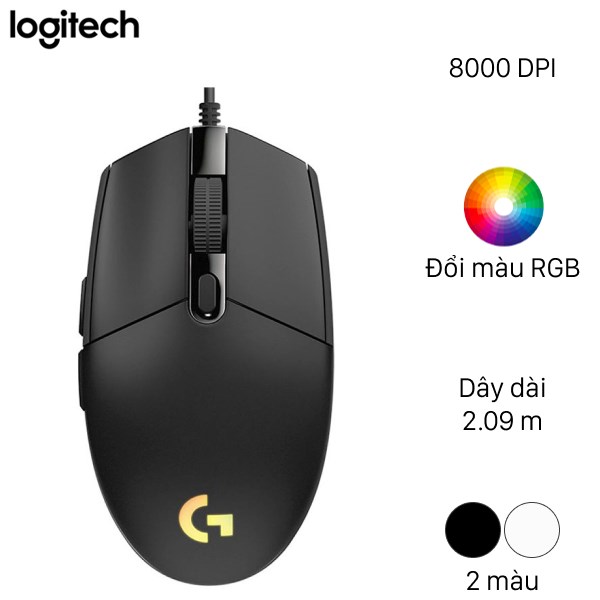 logitech
8000 DPI
Đổi màu RGB
Dây dài
2.09 m
G
2 màu